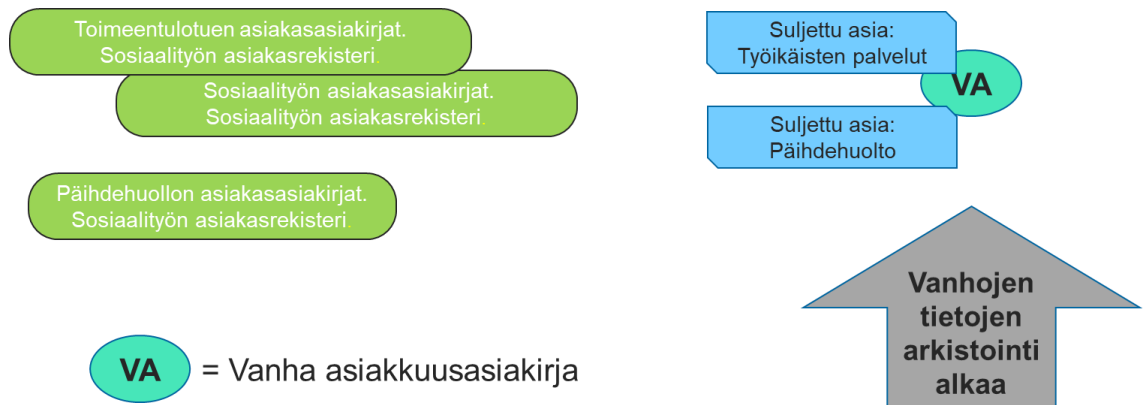 Toimeentulotuen asiakasasiakirjat.
Sosiaalityön asiakasrekisteri.
Sosiaalityön asiakasasiakirjat.
Sosiaalityön asiakasrekisteri.
Päihdehuollon asiakasasiakirjat.
Sosiaalityön asiakasrekisteri.
Suljettu asia:
Työikäisten palvelut
VA
Suljettu asia:
Päihdehuolto
Vanhojen
tietojen
arkistointi
alkaa
VA = Vanha asiakkuusasiakirja